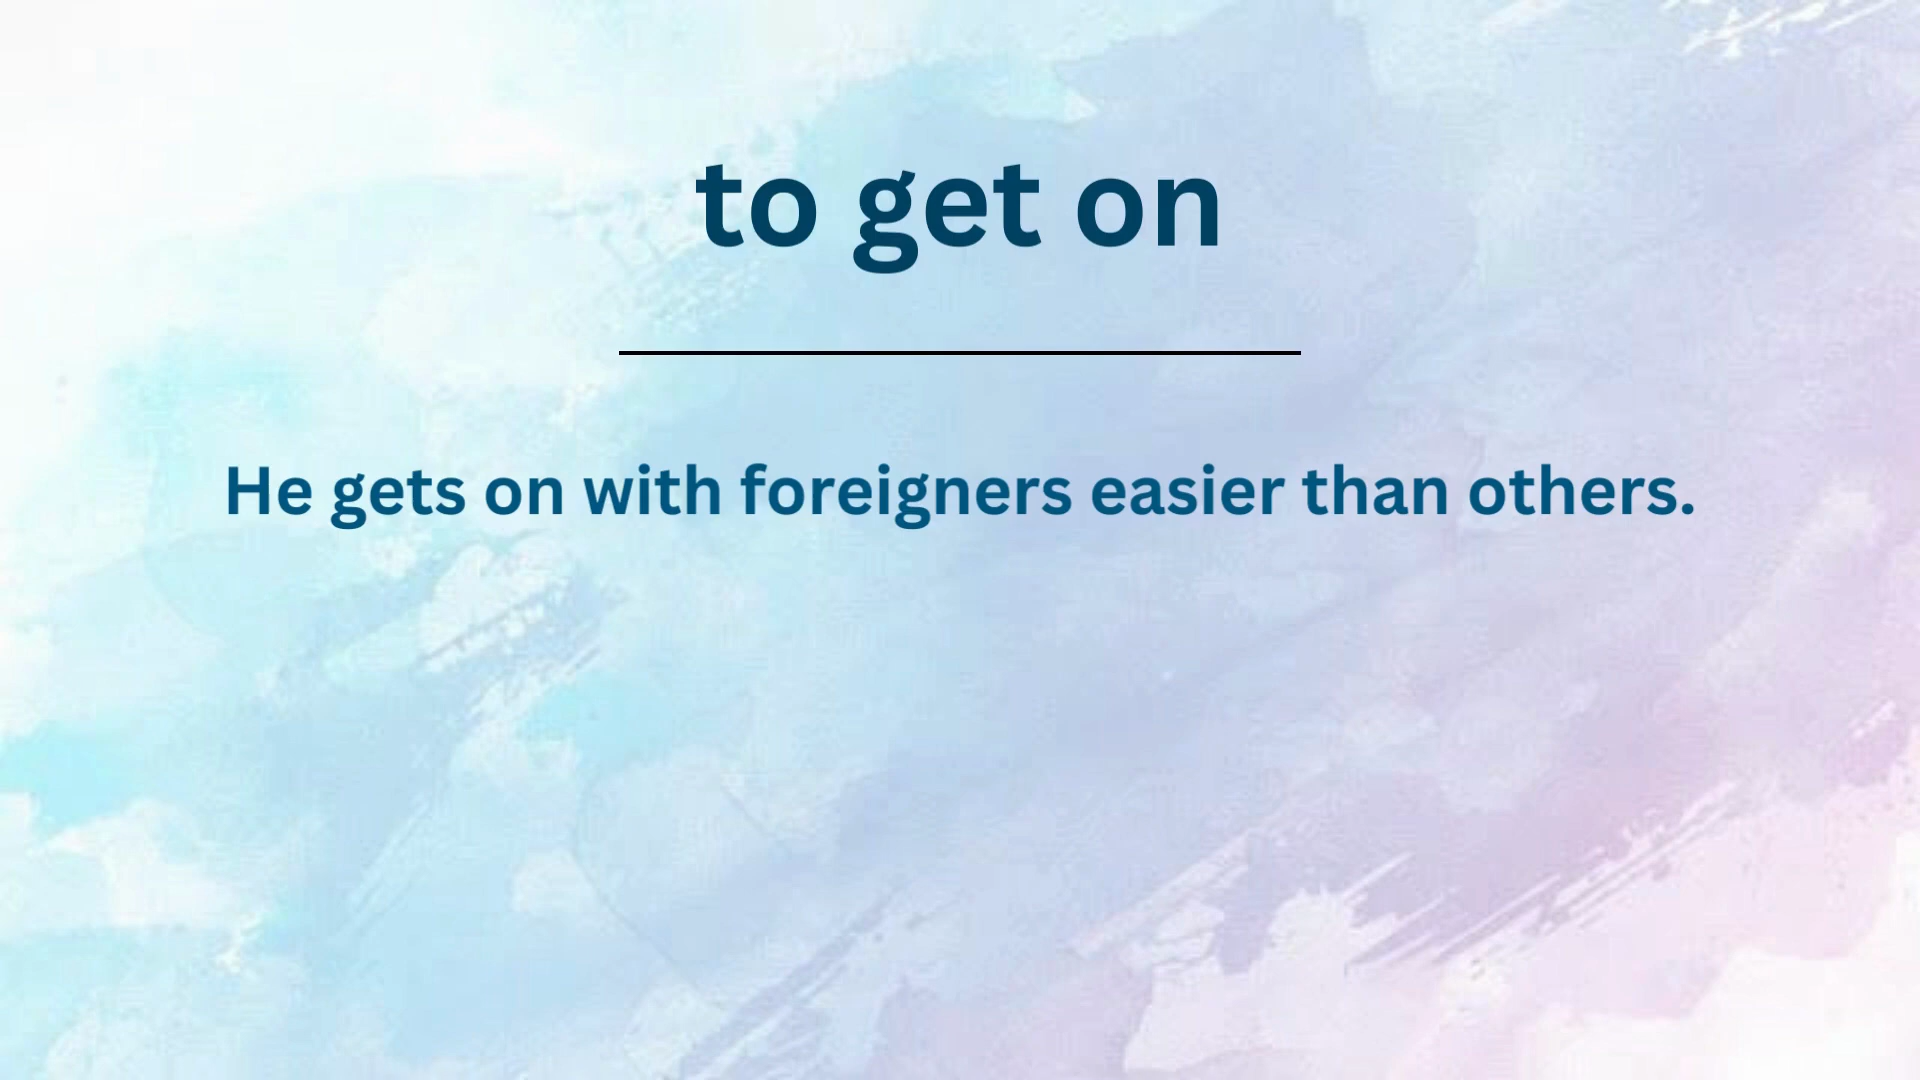 to get on
He gets on with foreigners easier than others.